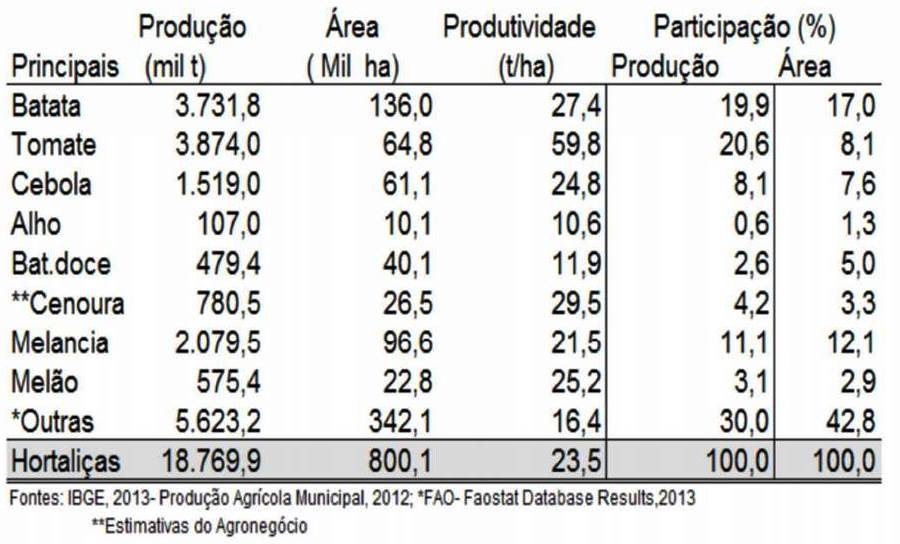 Produção Área Produtividade Participação (%)
Principais (mil t) ( Mil ha) (t/ha) Produção Área
Batata 3.731,8 136,0 27,4 19,9 17,0
Tomate 3.874,0 64,8 59,8 20,6 8,1
Cebola 1.519,0 61,1 24,8 8,1 7,6
Alho 107,0 10,1 10,6 0,6 1,3
Bat.doce 479,4 40,1 11,9 2,6 5,0
**Cenoura 780,5 26,5 29,5 4,2 3,3
Melancia 2.079,5 96,6 21,5 11,1 12,1
Melão 575,4 22,8 25,2 3,1 2,9
*Outras 5.623,2 342,1 16,4 30,0 42,8
Hortaliças 18.769,9 800,1 23,5 100,0 100,0
Fontes: IBGE, 2013- Produção Agrícola Municipal, 2012; *FAO- Faostat Database Results,2013
**Estimativas do Agronegócio